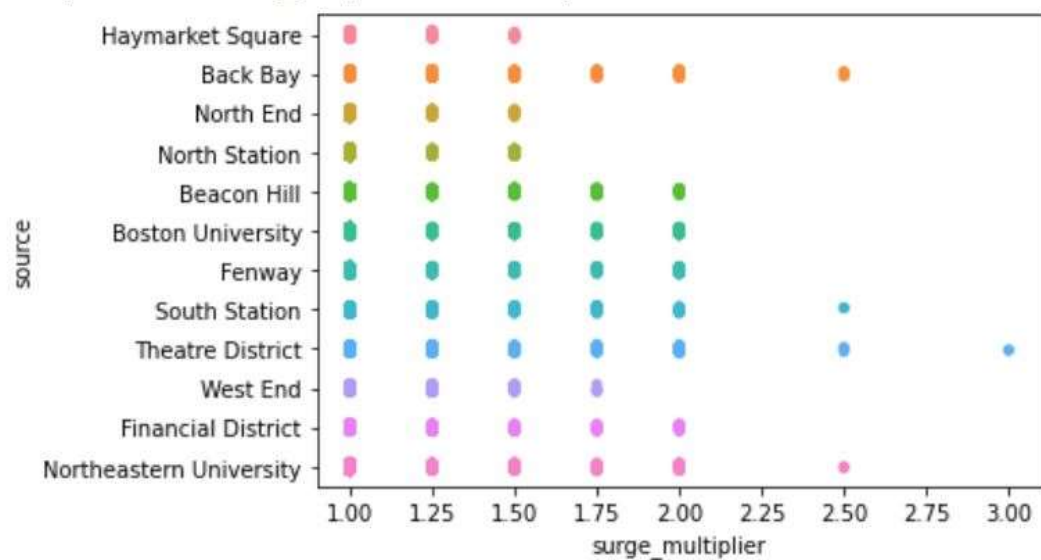 Haymarket Square
Back Bay
North End
North Station
Beacon Hill
Boston University
Fenway
South Station
Theatre District
West End
Financial District
Northeastern University
source
1.00 1.25 1.50 1.75 2.00 2.25 2.50 2.75 3.00
surge_multiplier